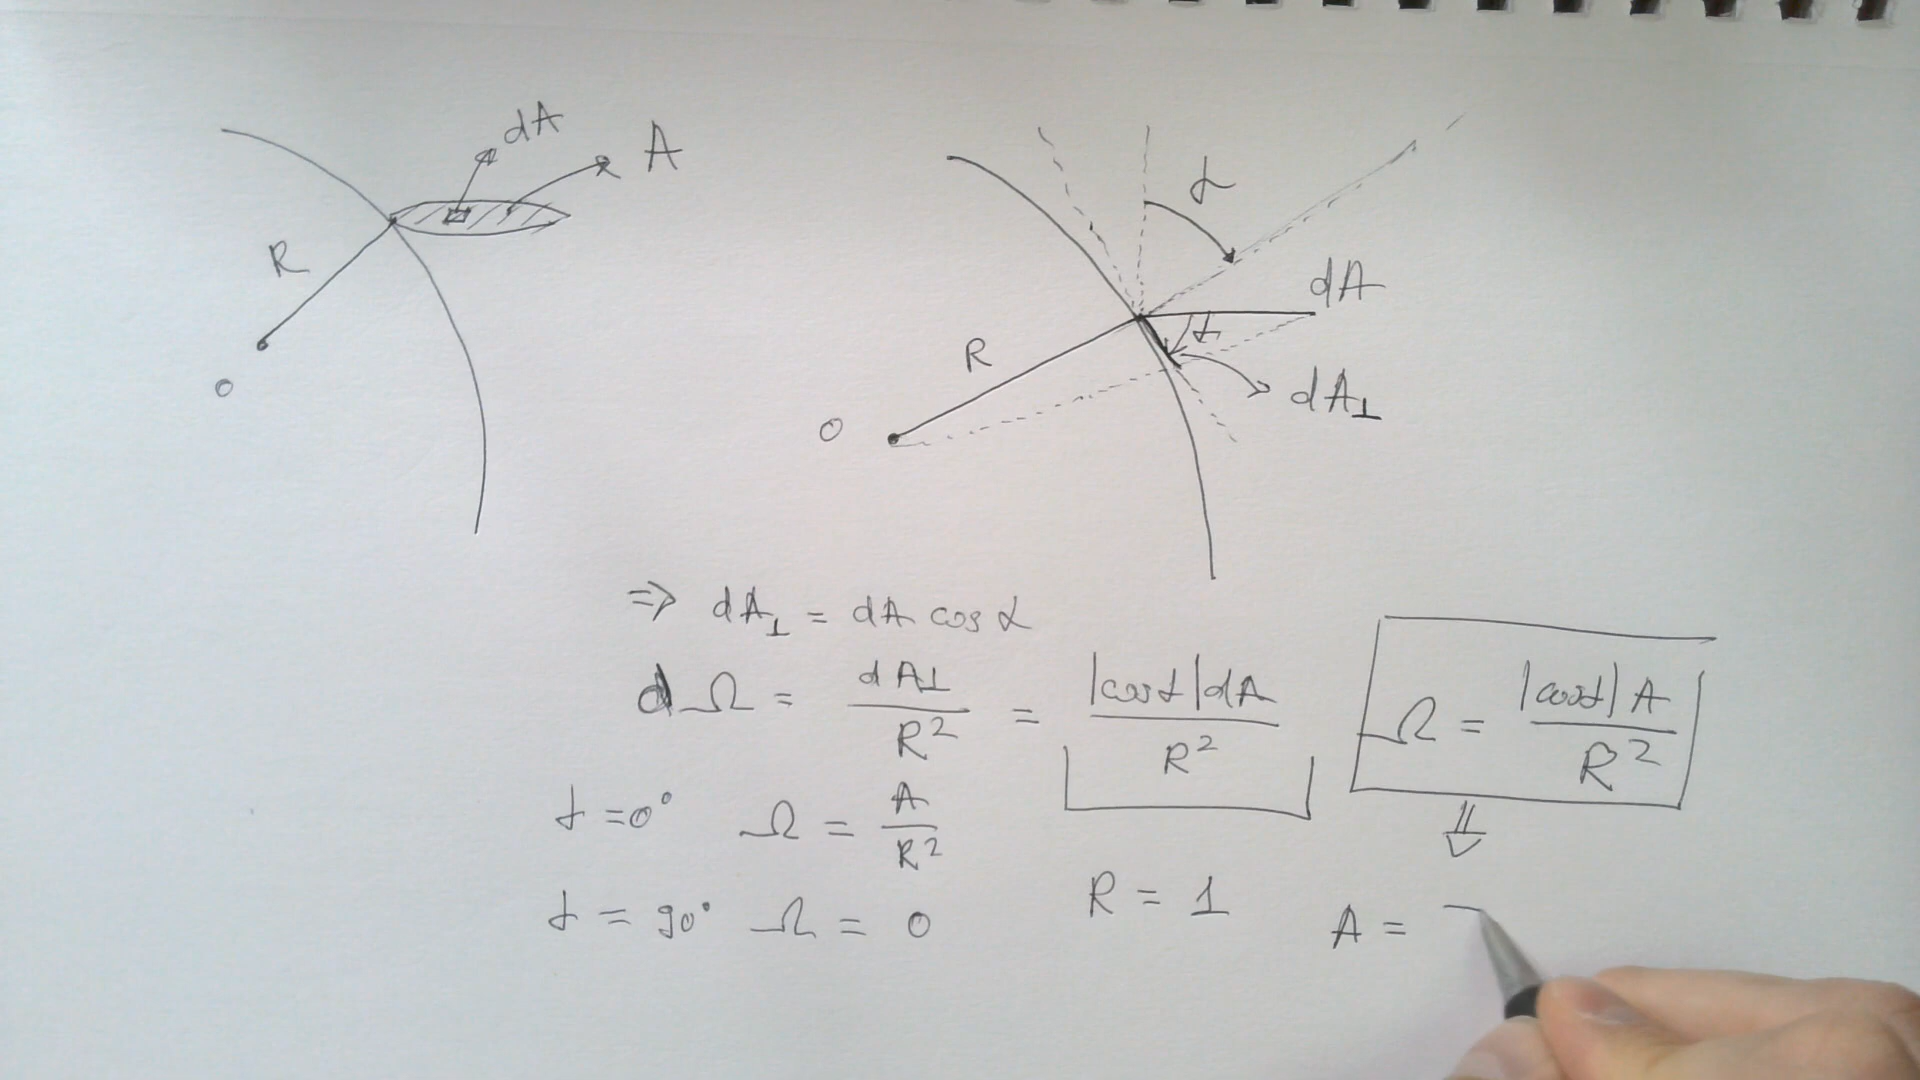 dA
A
R
O
α
dA
α
R
dA⊥
O
⇒ dA⊥ = dA cos α
dΩ = dA⊥ / R² = |cos α| dA / R²
Ω = |cos α| A / R²
α = 0° Ω = A / R²
⇓
α = 90° Ω = 0
R = 1
A =